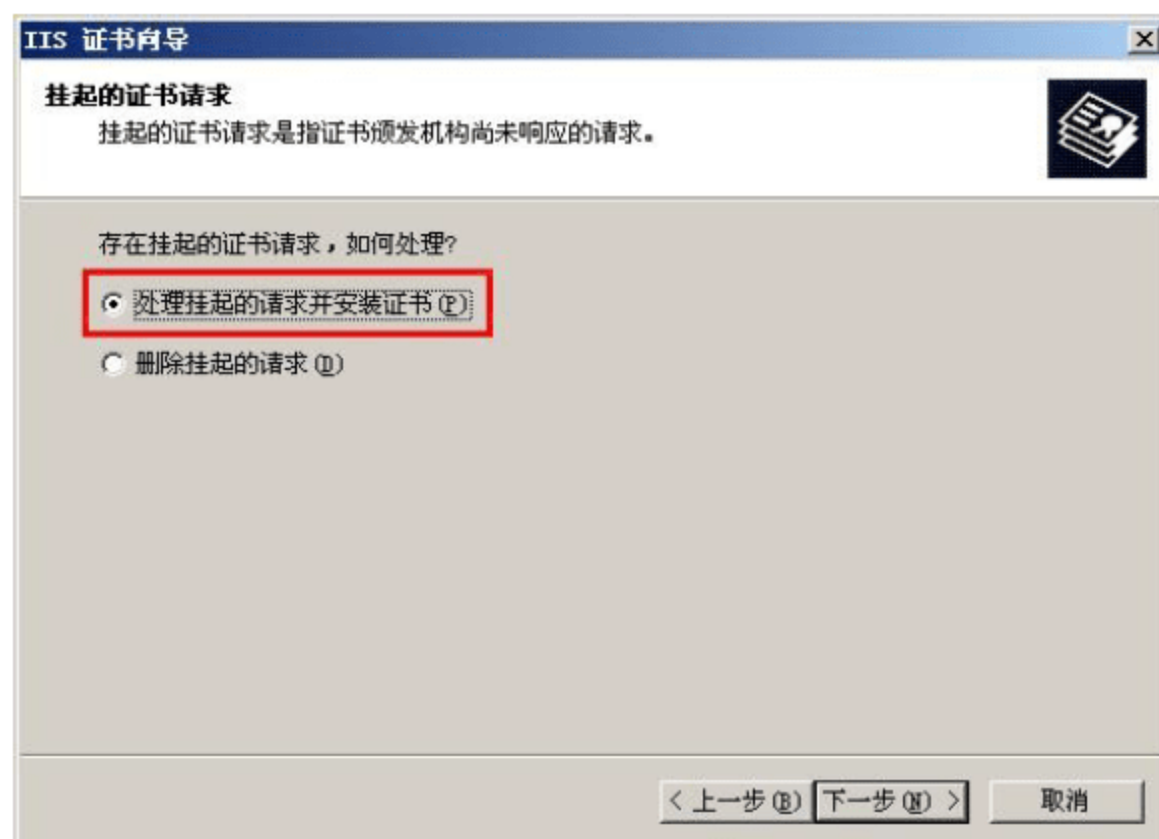 IIS 证书向导
挂起的证书请求
挂起的证书请求是指证书颁发机构尚未响应的请求。
存在挂起的证书请求，如何处理?
处理挂起的请求并安装证书(P)
删除挂起的请求(D)
< 上一步(B) 下一步(N) > 取消